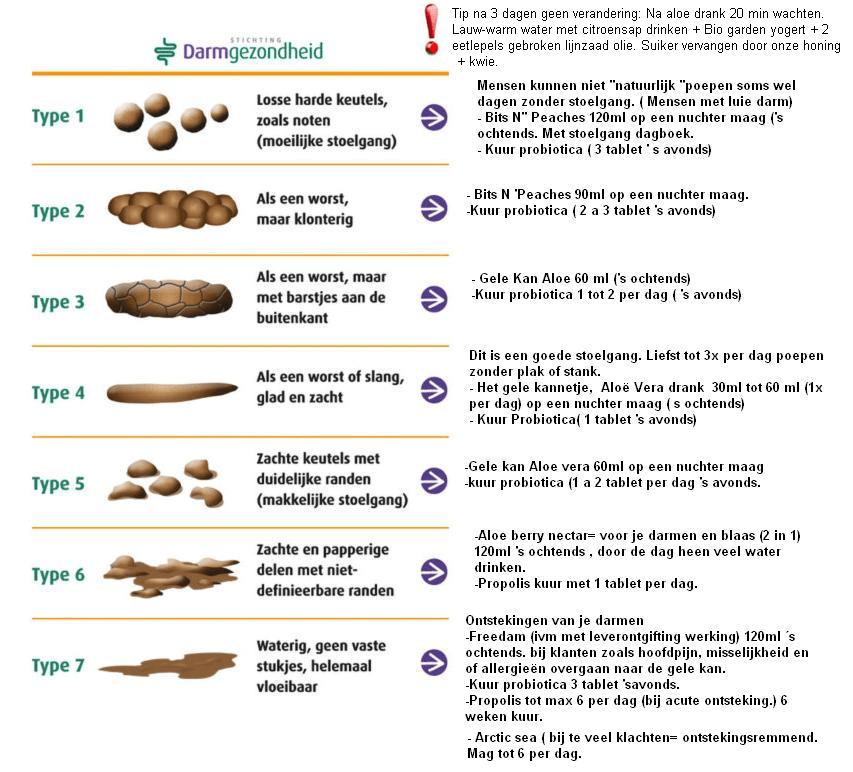 STICHTING
Darmgezondheid
Tip na 3 dagen geen verandering: Na aloe drank 20 min wachten.
Lauw-warm water met citroensap drinken + Bio garden yogert + 2
eetlepels gebroken lijnzaad olie. Suiker vervangen door onze honing
+ kwie.
Type 1
Losse harde keutels,
zoals noten
(moeilijke stoelgang)
Mensen kunnen niet "natuurlijk "poepen soms wel
dagen zonder stoelgang. ( Mensen met luie darm)
- Bits N" Peaches 120ml op een nuchter maag ('s
ochtends. Met stoelgang dagboek.
- Kuur probiotica ( 3 tablet ' s avonds)
Type 2
Als een worst,
maar klonterig
- Bits N 'Peaches 90ml op een nuchter maag.
-Kuur probiotica ( 2 a 3 tablet 's avonds)
Type 3
Als een worst, maar
met barstjes aan de
buitenkant
- Gele Kan Aloe 60 ml ('s ochtends)
-Kuur probiotica 1 tot 2 per dag ( 's avonds)
Type 4
Als een worst of slang,
glad en zacht
Dit is een goede stoelgang. Liefst tot 3x per dag poepen
zonder plak of stank.
- Het gele kannetje, Aloë Vera drank 30ml tot 60 ml (1x
per dag) op een nuchter maag ( s ochtends)
- Kuur Probiotica( 1 tablet 's avonds)
Type 5
Zachte keutels met
duidelijke randen
(makkelijke stoelgang)
-Gele kan Aloe vera 60ml op een nuchter maag
-kuur probiotica (1 a 2 tablet per dag 's avonds.
Type 6
Zachte en papperige
delen met niet-
definieerbare randen
-Aloe berry nectar= voor je darmen en blaas (2 in 1)
120ml 's ochtends , door de dag heen veel water
drinken.
-Propolis kuur met 1 tablet per dag.
Type 7
Waterig, geen vaste
stukjes, helemaal
vloeibaar
Ontstekingen van je darmen
-Freedam (ivm met leverontgifting werking) 120ml ´s
ochtends. bij klanten zoals hoofdpijn, misselijkheid en
of allergieën overgaan naar de gele kan.
-Kuur probiotica 3 tablet 'savonds.
-Propolis tot max 6 per dag (bij acute ontsteking.) 6
weken kuur.
- Arctic sea ( bij te veel klachten= ontstekingsremmend.
Mag tot 6 per dag.